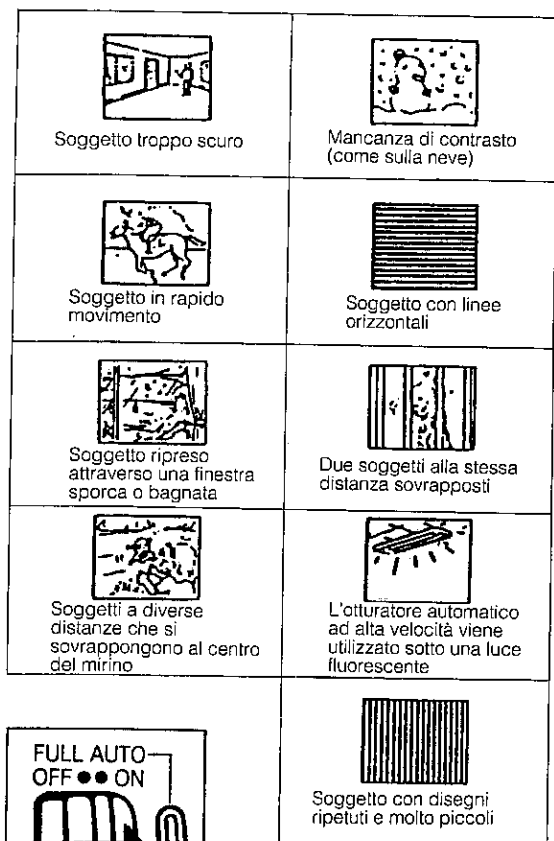 Soggetto troppo scuro
Mancanza di contrasto
(come sulla neve)
Soggetto in rapido
movimento
Soggetto con linee
orizzontali
Soggetto ripreso
attraverso una finestra
sporca o bagnata
Due soggetti alla stessa
distanza sovrapposti
Soggetti a diverse
distanze che si
sovrappongono al centro
del mirino
L'otturatore automatico
ad alta velocità viene
utilizzato sotto una luce
fluorescente
FULL AUTO
OFF ●● ON
Soggetto con disegni
ripetuti e molto piccoli